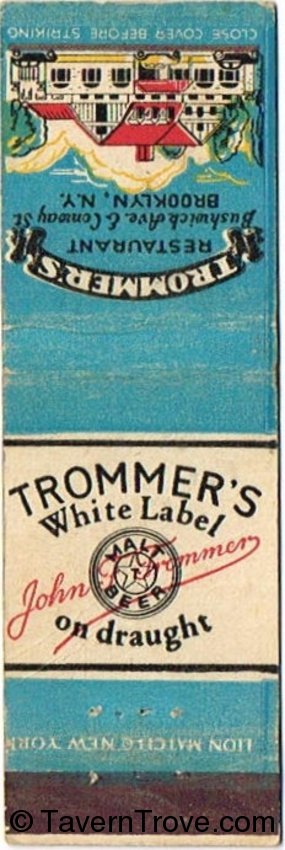 CLOSE COVER BEFORE STRIKING
TROMMER'S
RESTAURANT
Bushwick Ave. & Conway St.
BROOKLYN, N.Y.
TROMMER'S
White Label
MALT
T
BEER
John F. Trommer
on draught
LION MATCH © NEW YORK
© TavernTrove.com